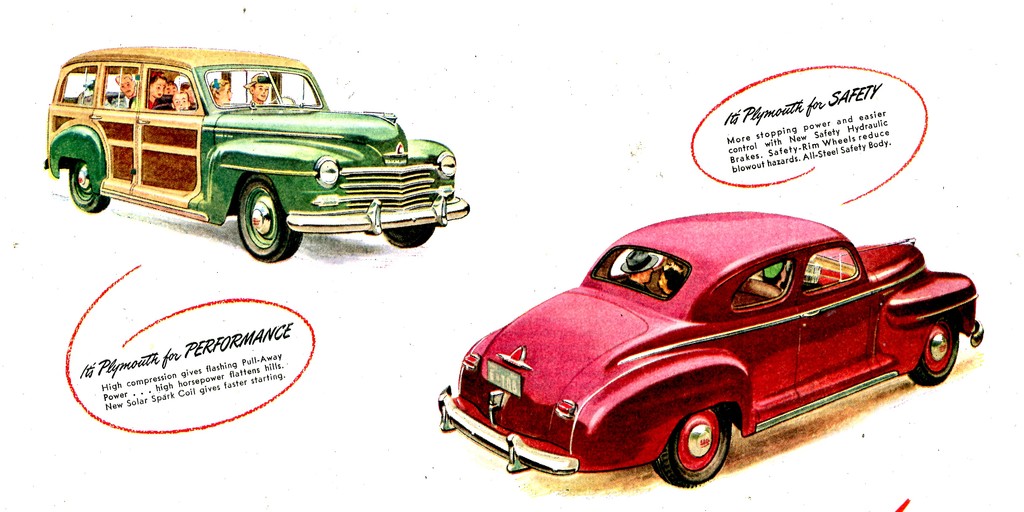 It's Plymouth for SAFETY
More stopping power and easier
control with New Safety Hydraulic
Brakes. Safety-Rim Wheels reduce
blowout hazards. All-Steel Safety Body.
It's Plymouth for PERFORMANCE
High compression gives flashing Pull-Away
Power . . . high horsepower flattens hills.
New Solar Spark Coil gives faster starting.